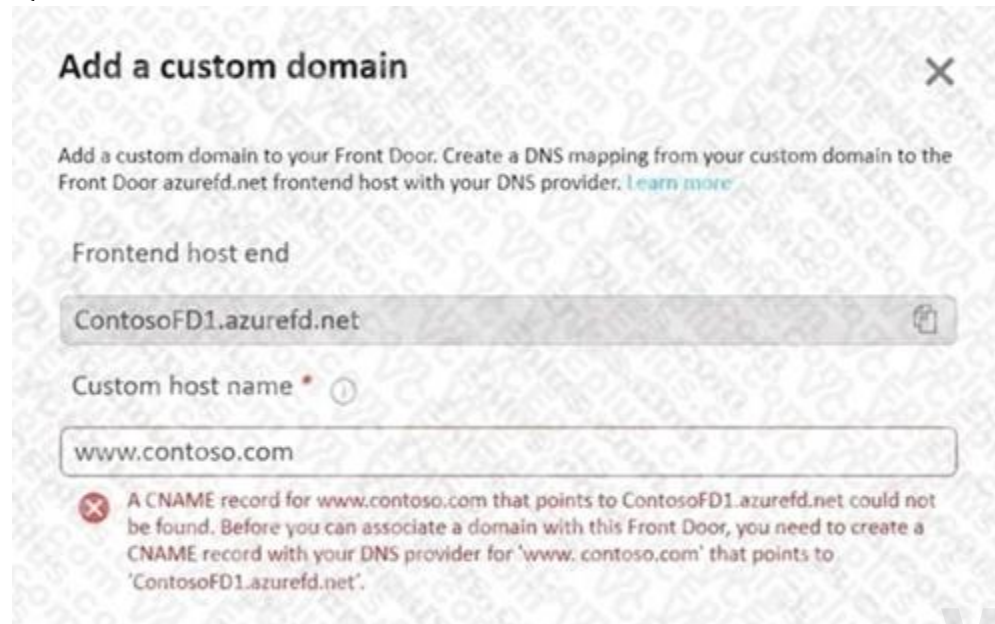 Add a custom domain
Add a custom domain to your Front Door. Create a DNS mapping from your custom domain to the
Front Door azurefd.net frontend host with your DNS provider. Learn more
Frontend host end
ContosoFD1.azurefd.net
Custom host name *
www.contoso.com
A CNAME record for www.contoso.com that points to ContosoFD1.azurefd.net could not
be found. Before you can associate a domain with this Front Door, you need to create a
CNAME record with your DNS provider for 'www. contoso.com' that points to
'ContosoFD1.azurefd.net'.